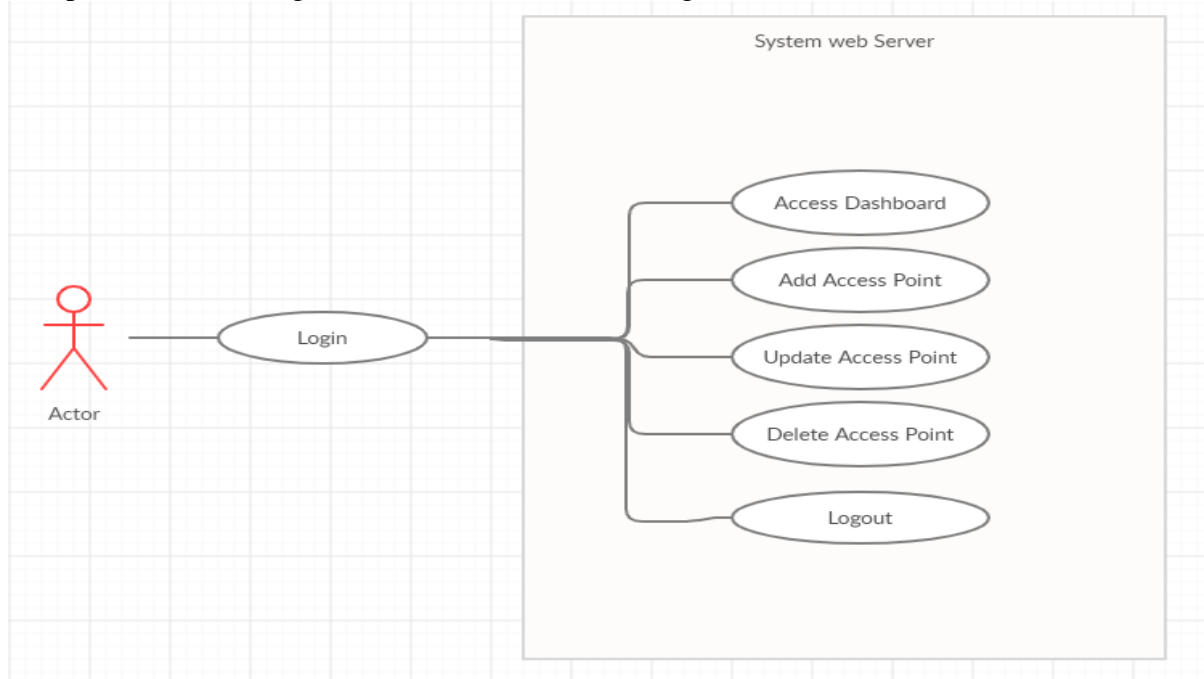 System web Server
Access Dashboard
Add Access Point
Login
Update Access Point
Actor
Delete Access Point
Logout